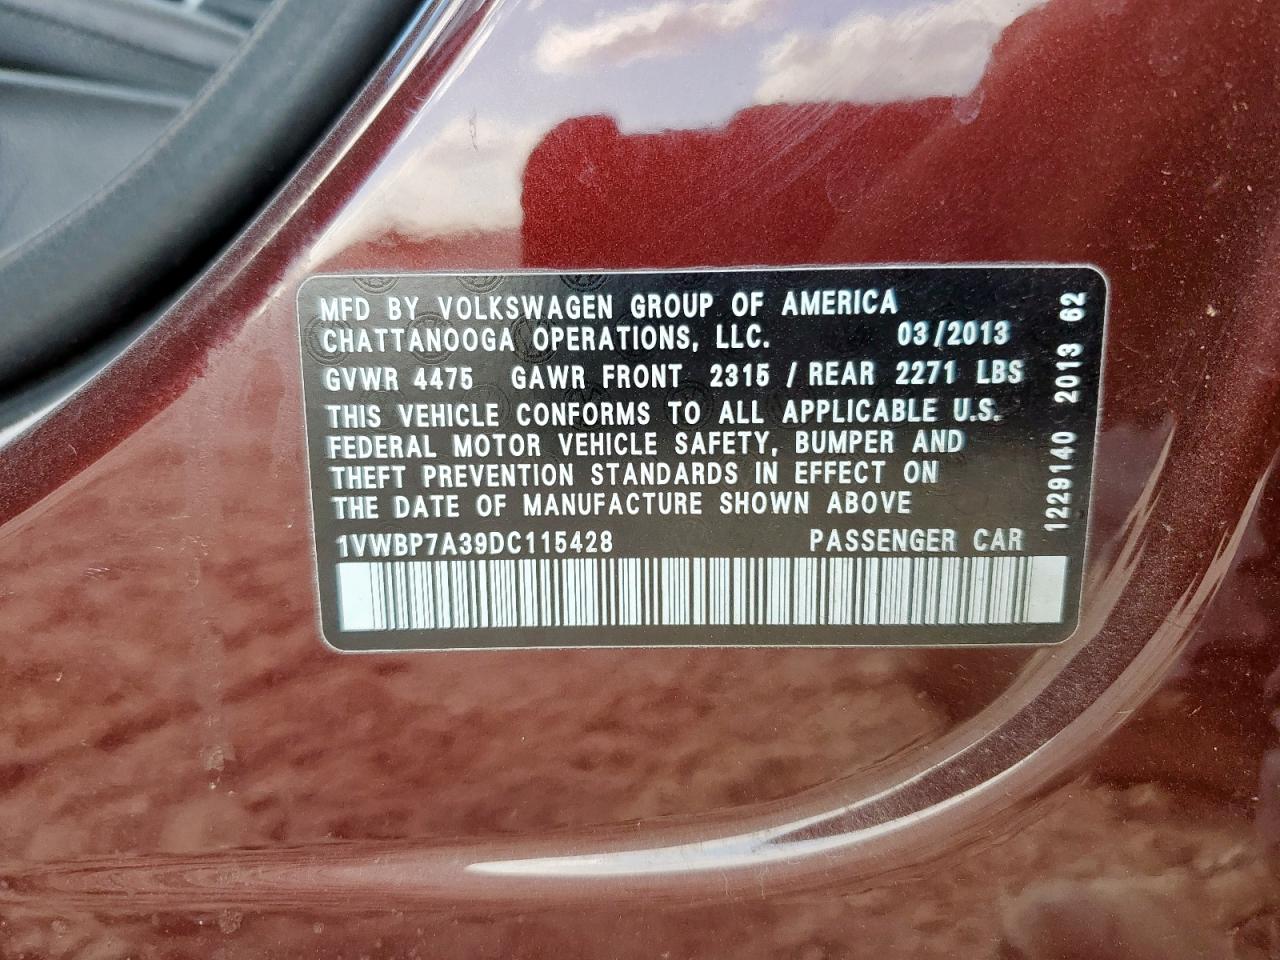 MFD BY VOLKSWAGEN GROUP OF AMERICA
CHATTANOOGA OPERATIONS, LLC. 03/2013
GVWR 4475 GAWR FRONT 2315 / REAR 2271 LBS
THIS VEHICLE CONFORMS TO ALL APPLICABLE U.S.
FEDERAL MOTOR VEHICLE SAFETY, BUMPER AND
THEFT PREVENTION STANDARDS IN EFFECT ON
THE DATE OF MANUFACTURE SHOWN ABOVE
1VWBP7A39DC115428 PASSENGER CAR
1229140 2013 62